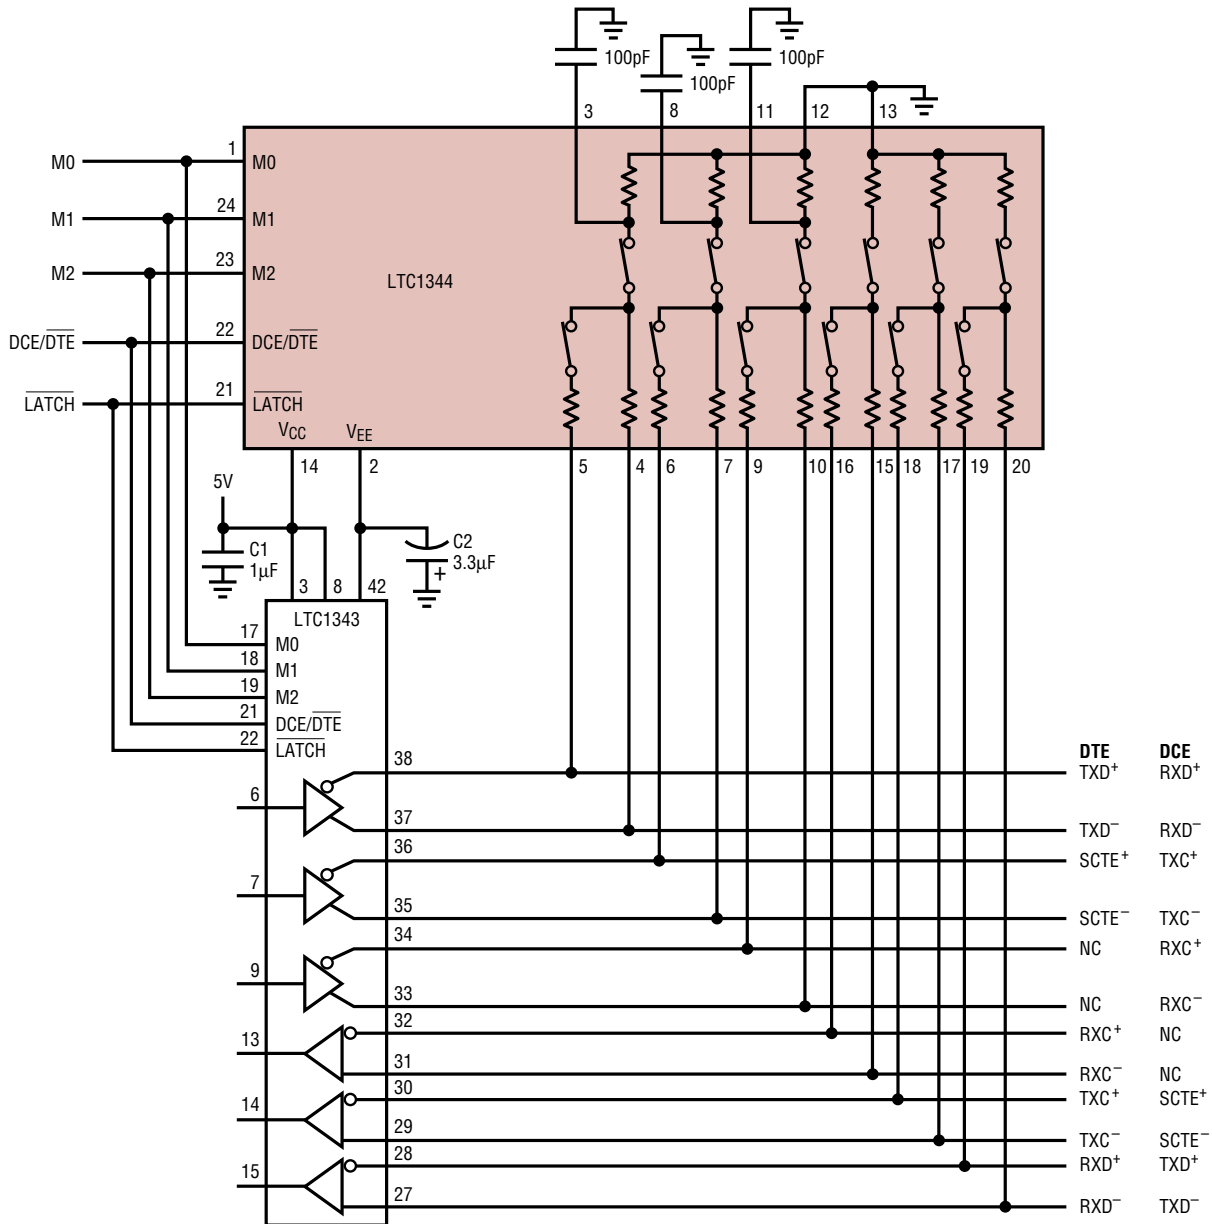 100pF
100pF
100pF
3 8 11 12 13
M0 1 M0
M1 24 M1
M2 23 M2
LTC1344
DCE/DTE 22 DCE/DTE
LATCH 21 LATCH
VCC VEE
14 2 5 4 6 7 9 10 16 15 18 17 19 20
5V
C1
1µF
C2
3.3µF
+
3 8 42
LTC1343
17 M0
18 M1
19 M2
21 DCE/DTE
22 LATCH
DTE DCE
38 TXD+ RXD+
6
37 TXD− RXD−
36 SCTE+ TXC+
7
35 SCTE− TXC−
34 NC RXC+
9
33 NC RXC−
32 RXC+ NC
13
31 RXC− NC
30 TXC+ SCTE+
14
29 TXC− SCTE−
28 RXD+ TXD+
15
27 RXD− TXD−